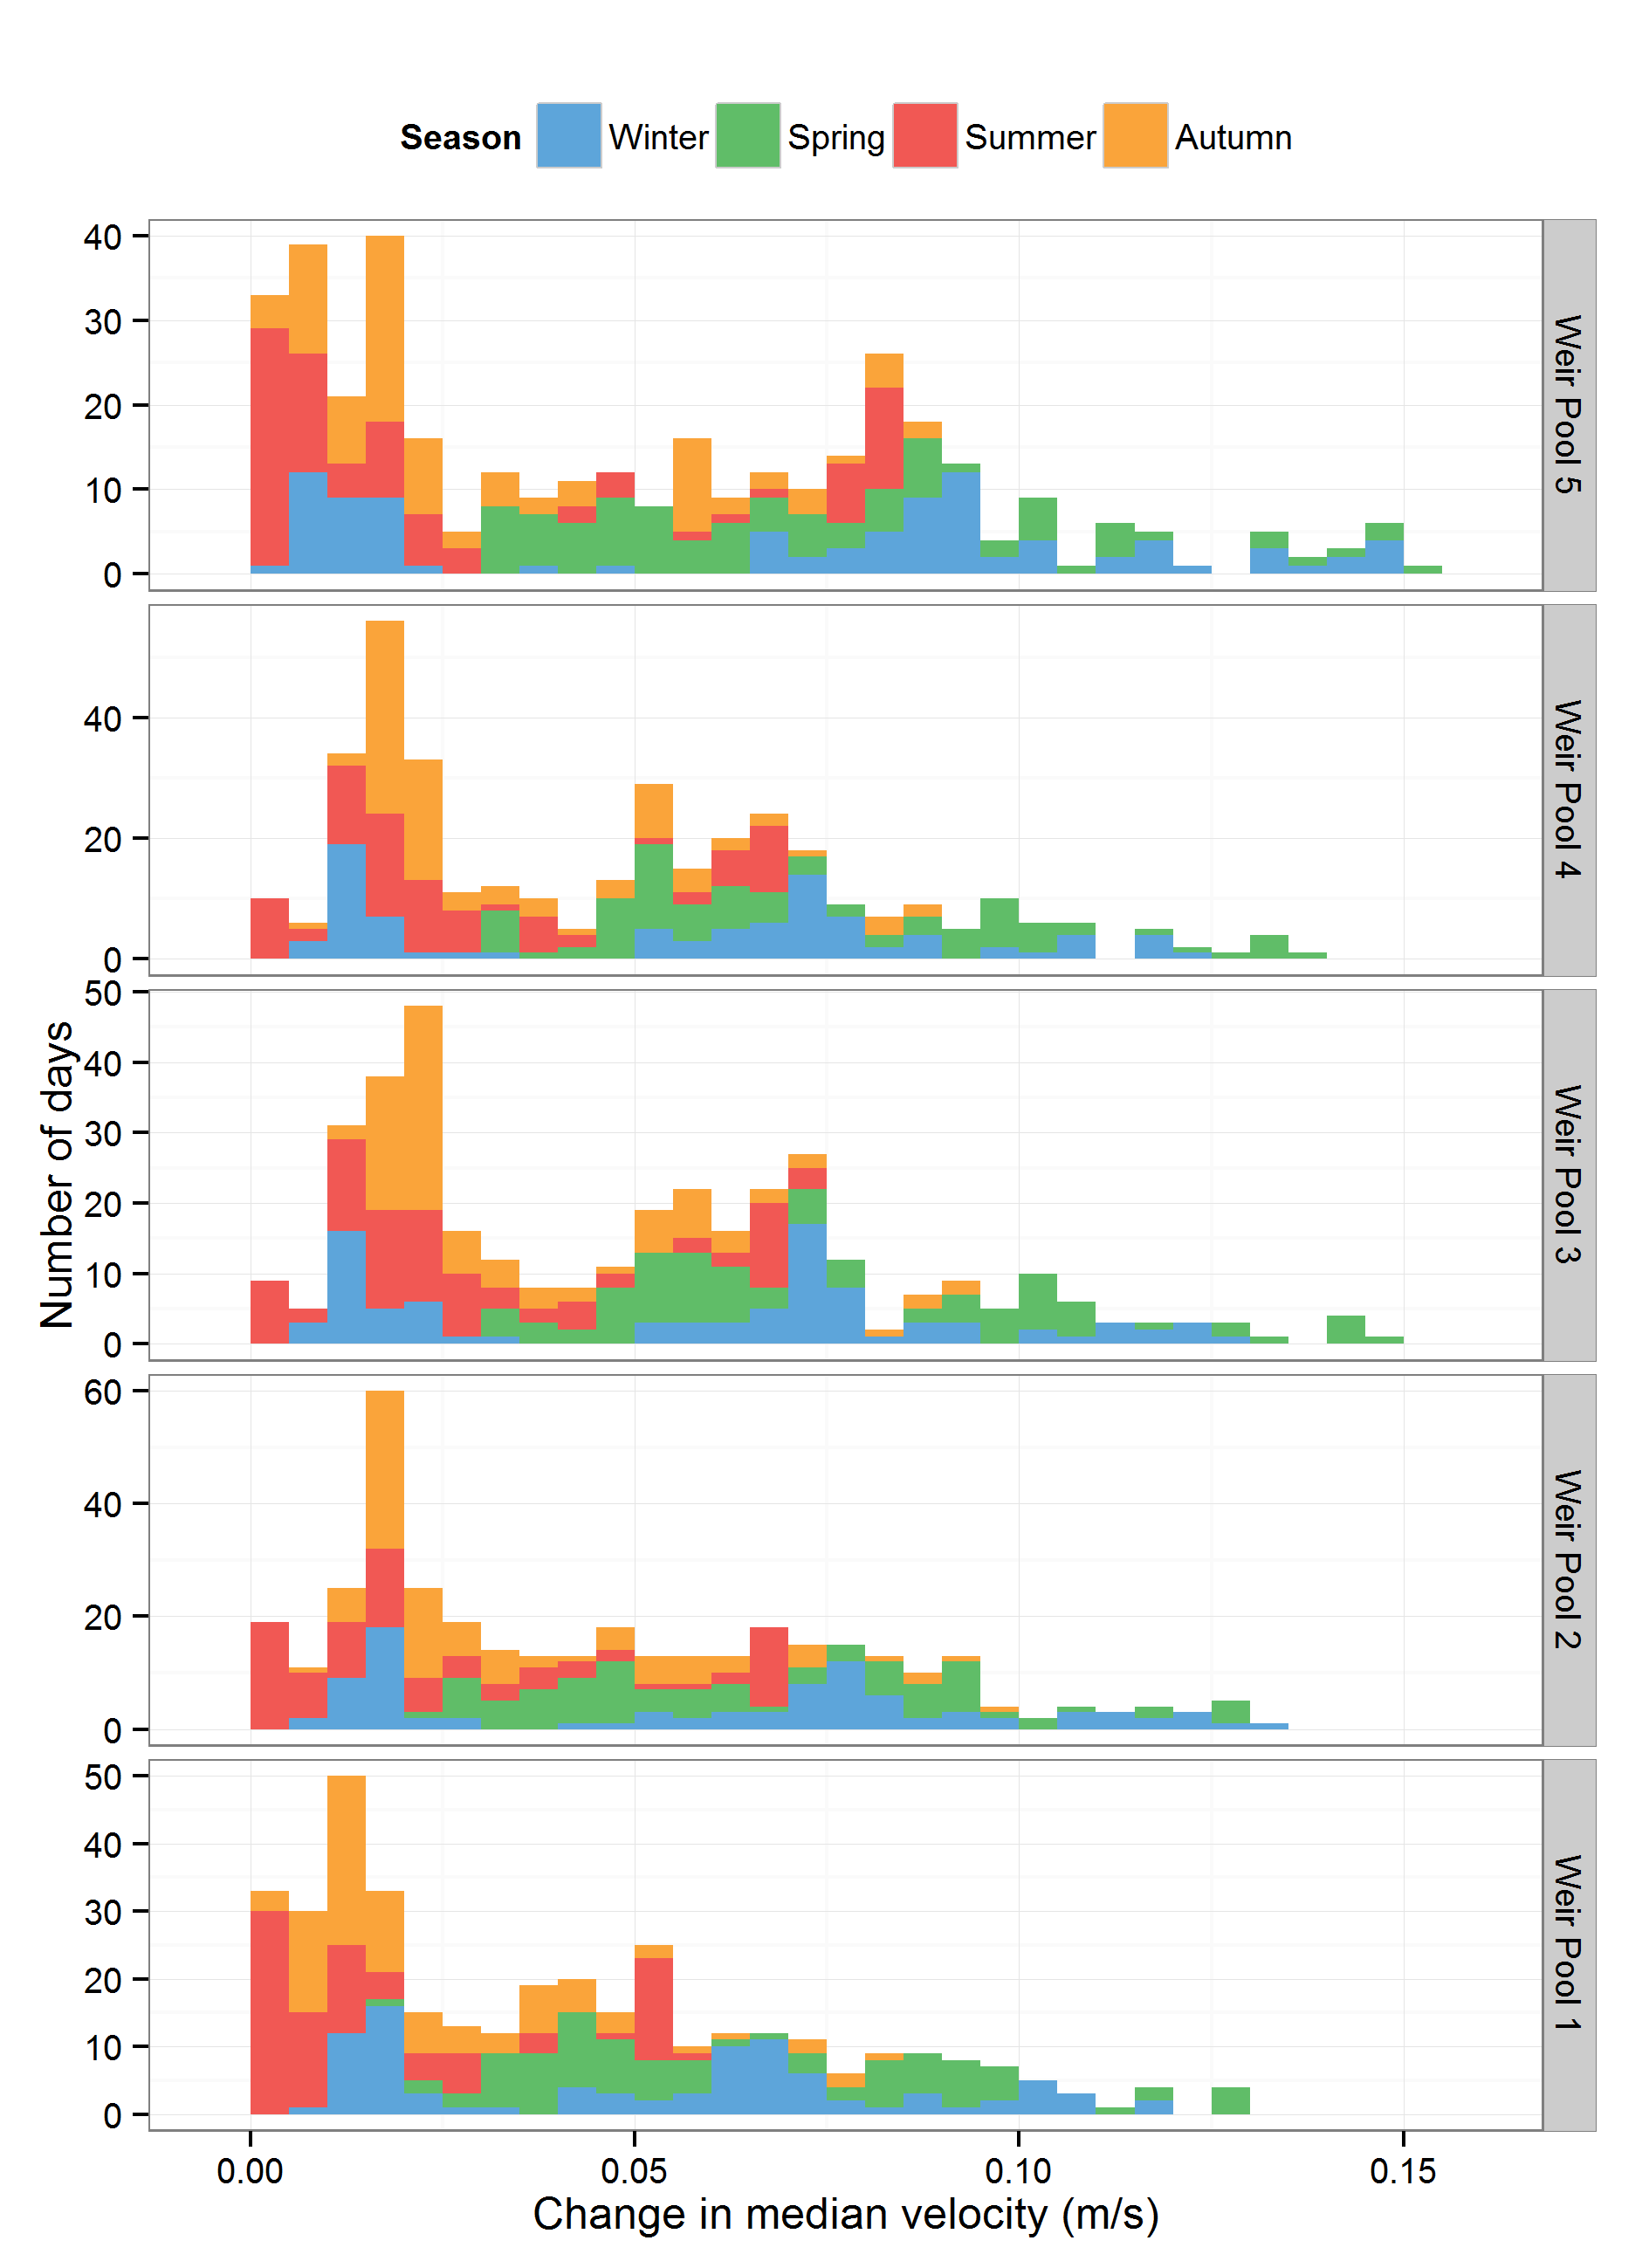 Season Winter Spring Summer Autumn
40
30
20
10
0
Weir Pool 5
40
20
0
Weir Pool 4
50
40
30
20
10
0
Weir Pool 3
60
40
20
0
Weir Pool 2
50
40
30
20
10
0
Weir Pool 1
Number of days
0.00 0.05 0.10 0.15
Change in median velocity (m/s)